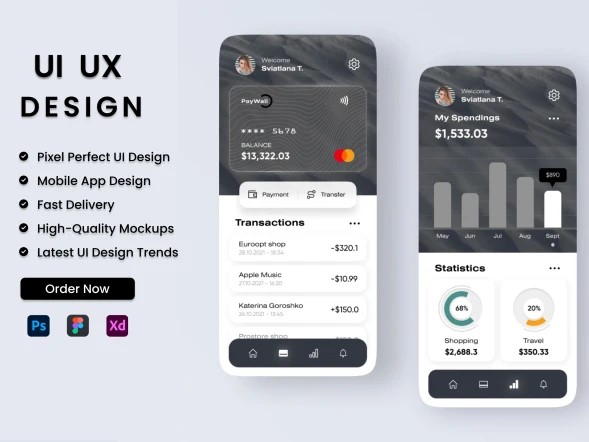 UI UX
DESIGN
Pixel Perfect UI Design
Mobile App Design
Fast Delivery
High-Quality Mockups
Latest UI Design Trends
Order Now
Ps
Xd
Welcome
Sviatlana T.
PayWall
**** 5678
BALANCE
$13,322.03
Payment
Transfer
Transactions
Euroopt shop
28.10.2021 - 18:34
-$320.1
Apple Music
27.10.2021 - 16:20
-$10.99
Katerina Goroshko
26.10.2021 - 13:45
+$150.0
Prostore shop
Welcome
Sviatlana T.
My Spendings
$1,533.03
$890
May Jun Jul Aug Sept
Statistics
68%
Shopping
$2,688.3
20%
Travel
$350.33